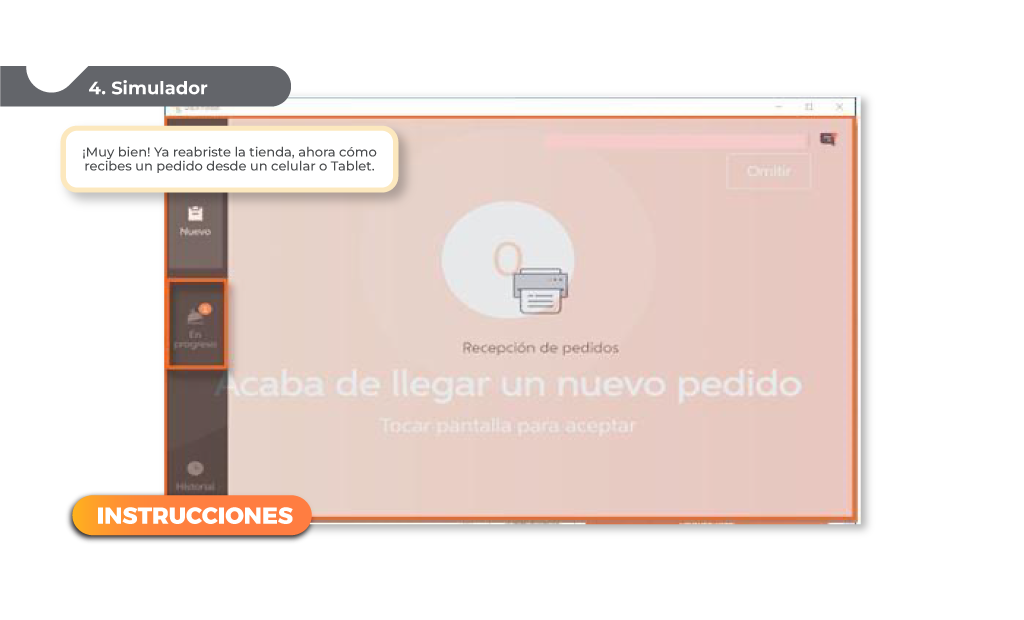 4. Simulador
¡Muy bien! Ya reabriste la tienda, ahora cómo
recibes un pedido desde un celular o Tablet.
Omitir
Nuevo
En
progreso
Recepción de pedidos
Acaba de llegar un nuevo pedido
Tocar pantalla para aceptar
Historial
INSTRUCCIONES